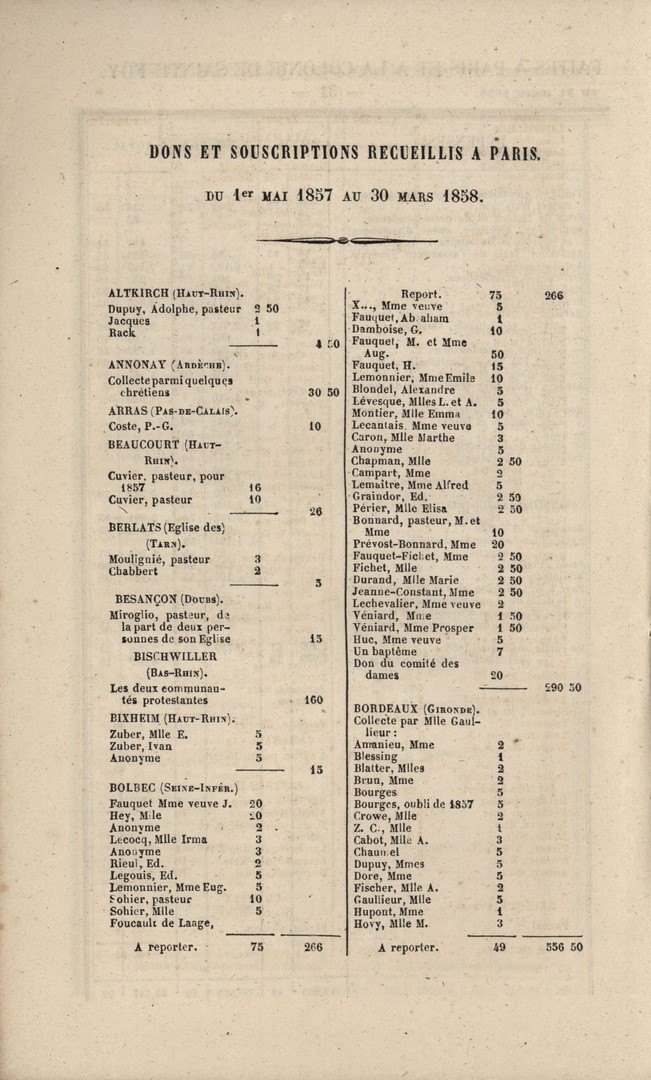 DONS ET SOUSCRIPTIONS RECUEILLIS A PARIS.
DU 1er MAI 1857 AU 30 MARS 1858.
ALTKIRCH (HAUT-RHIN).
Dupuy, Adolphe, pasteur 2 50
Jacques 1
Rack 1
4 50
ANNONAY (ARDÈCHE).
Collecte parmi quelques
chrétiens 30 50
ARRAS (PAS-DE-CALAIS).
Coste, P.-G. 10
BEAUCOURT (HAUT-
RHIN).
Cuvier, pasteur, pour
1857 16
Cuvier, pasteur 10
26
BERLATS (Eglise des)
(TARN).
Moulignié, pasteur 3
Chabbert 2
5
BESANÇON (DOUBS).
Miroglio, pasteur, de
la part de deux per-
sonnes de son Eglise 15
BISCHWILLER
(BAS-RHIN).
Les deux communau-
tés protestantes 160
BIXHEIM (HAUT-RHIN).
Zuber, Mlle E. 5
Zuber, Ivan 5
Anonyme 5
15
BOLBEC (SEINE-INFÉR.)
Fauquet Mme veuve J. 20
Hey, Mlle 20
Anonyme 2
Lecocq, Mlle Irma 3
Anonyme 3
Rieul, Ed. 2
Legouis, Ed. 5
Lemonnier, Mme Eug. 5
Sohier, pasteur 10
Sohier, Mlle 5
Foucault de Laage,
A reporter. 75 266
Report. 75 266
X..., Mme veuve 5
Fauquet, Abraham 1
Damboise, G. 10
Fauquet, M. et Mme
Aug. 50
Fauquet, H. 15
Lemonnier, Mme Emile 10
Blondel, Alexandre 5
Lévesque, Mlles L. et A. 5
Montier, Mlle Emma 10
Lecantais, Mme veuve 5
Caron, Mlle Marthe 3
Anonyme 5
Chapman, Mlle 2 50
Campart, Mme 2
Lemaître, Mme Alfred 5
Graindor, Ed. 2 50
Périer, Mlle Elisa 2 50
Bonnard, pasteur, M. et
Mme 10
Prévost-Bonnard, Mme 20
Fauquet-Fichet, Mme 2 50
Fichet, Mlle 2 50
Durand, Mlle Marie 2 50
Jeanne-Constant, Mme 2 50
Lechevalier, Mme veuve 2
Véniard, Mme 1 50
Véniard, Mme Prosper 1 50
Huc, Mme veuve 5
Un baptême 7
Don du comité des
dames 20
290 50
BORDEAUX (GIRONDE).
Collecte par Mlle Gaul-
lieur :
Amanieu, Mme 2
Blessing 1
Blatter, Mlles 2
Brun, Mme 2
Bourges 5
Bourges, oubli de 1857 5
Crowe, Mlle 2
Z. C., Mlle 1
Cabot, Mlle A. 3
Chaumel 5
Dupuy, Mmes 5
Dore, Mme 5
Fischer, Mlle A. 2
Gaullieur, Mlle 5
Hupont, Mme 1
Hovy, Mlle M. 3
A reporter. 49 556 50